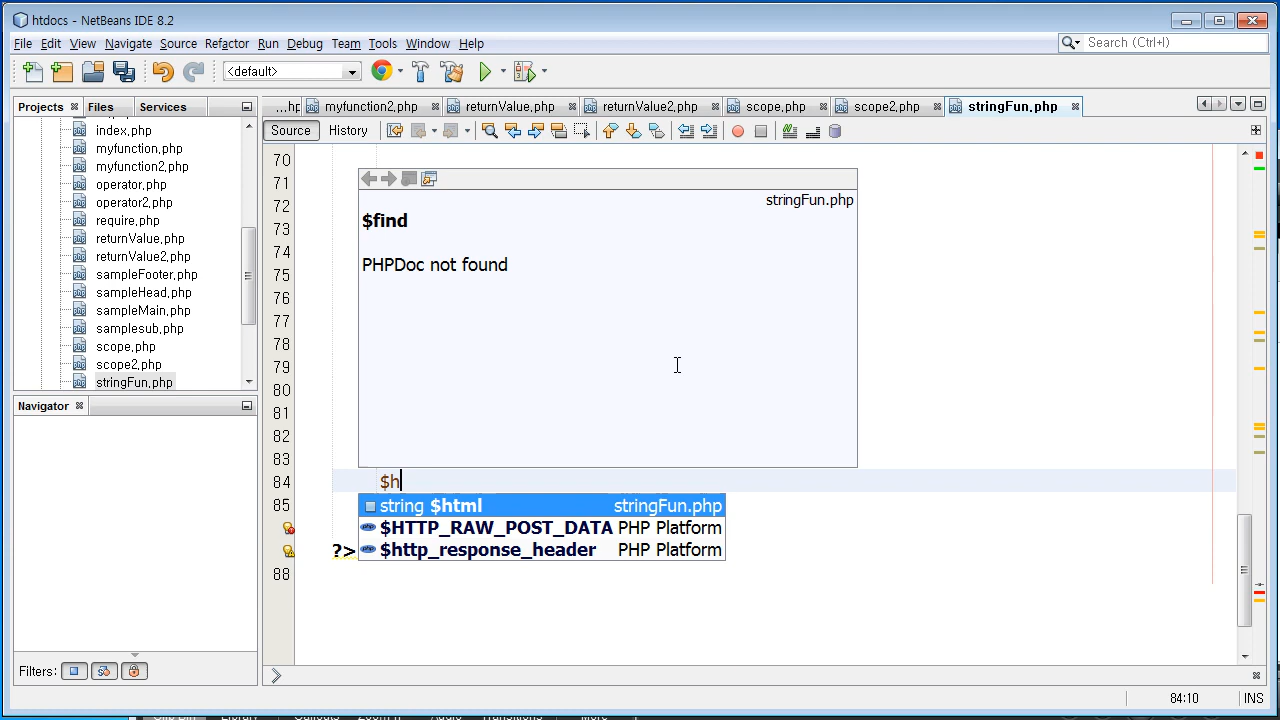 htdocs - NetBeans IDE 8.2
File Edit View Navigate Source Refactor Run Debug Team Tools Window Help
Search (Ctrl+I)
<default>
Projects Files Services
...hp myfunction2.php returnValue.php returnValue2.php scope.php scope2.php stringFun.php
Source History
index.php
myfunction.php
myfunction2.php
operator.php
operator2.php
require.php
returnValue.php
returnValue2.php
sampleFooter.php
sampleHead.php
sampleMain.php
samplesub.php
scope.php
scope2.php
stringFun.php
Navigator
Filters:
70
71
72
73
74
75
76
77
78
79
80
81
82
83
84 $h
85
?>
88
stringFun.php
$find
PHPDoc not found
string $html stringFun.php
$HTTP_RAW_POST_DATA PHP Platform
$http_response_header PHP Platform
84:10 INS